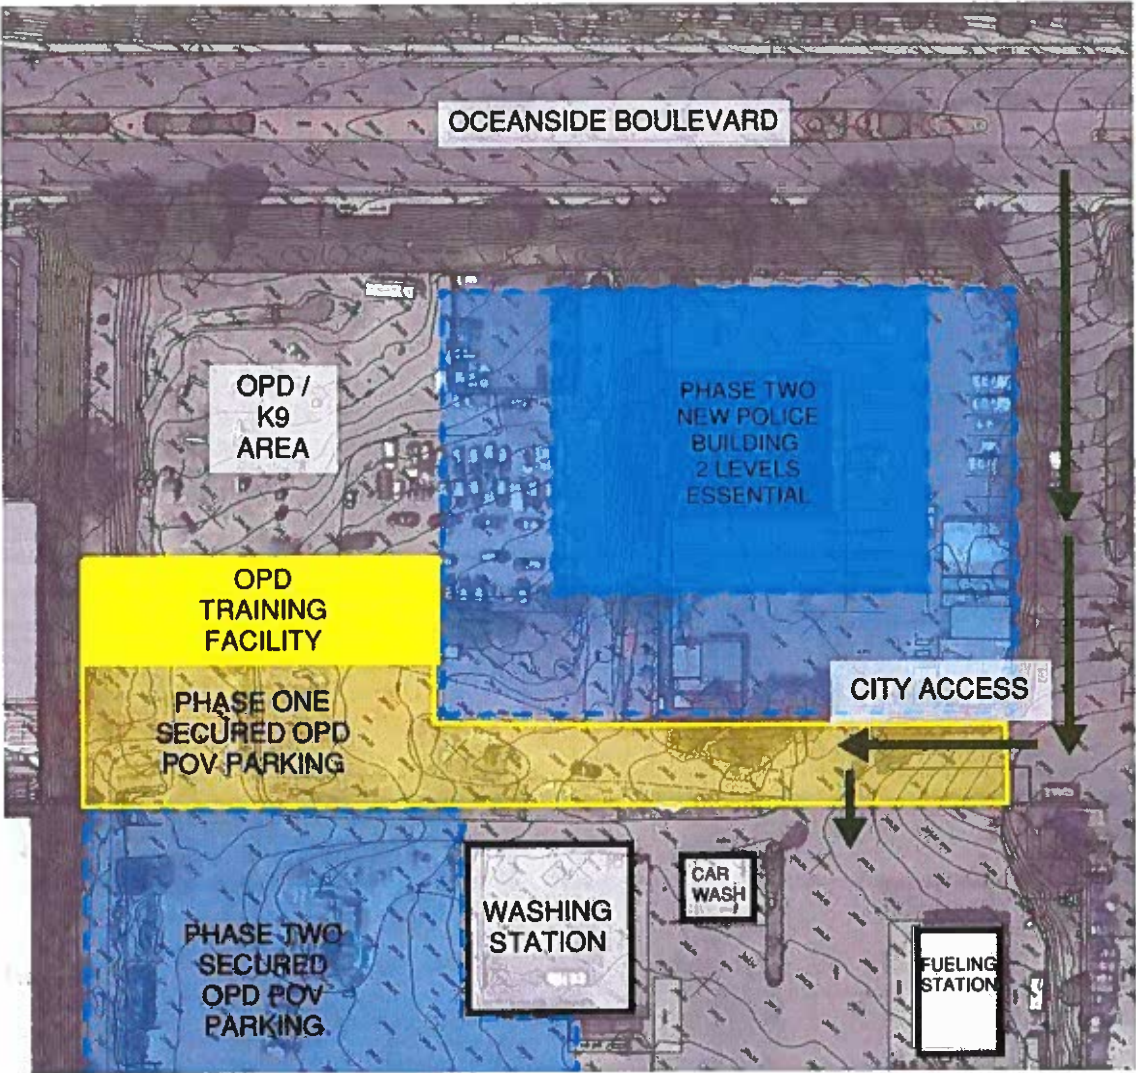 OCEANSIDE BOULEVARD
OPD /
K9
AREA
PHASE TWO
NEW POLICE
BUILDING
2 LEVELS
ESSENTIAL
OPD
TRAINING
FACILITY
CITY ACCESS
PHASE ONE
SECURED OPD
POV PARKING
WASHING
STATION
CAR
WASH
PHASE TWO
SECURED
OPD POV
PARKING
FUELING
STATION